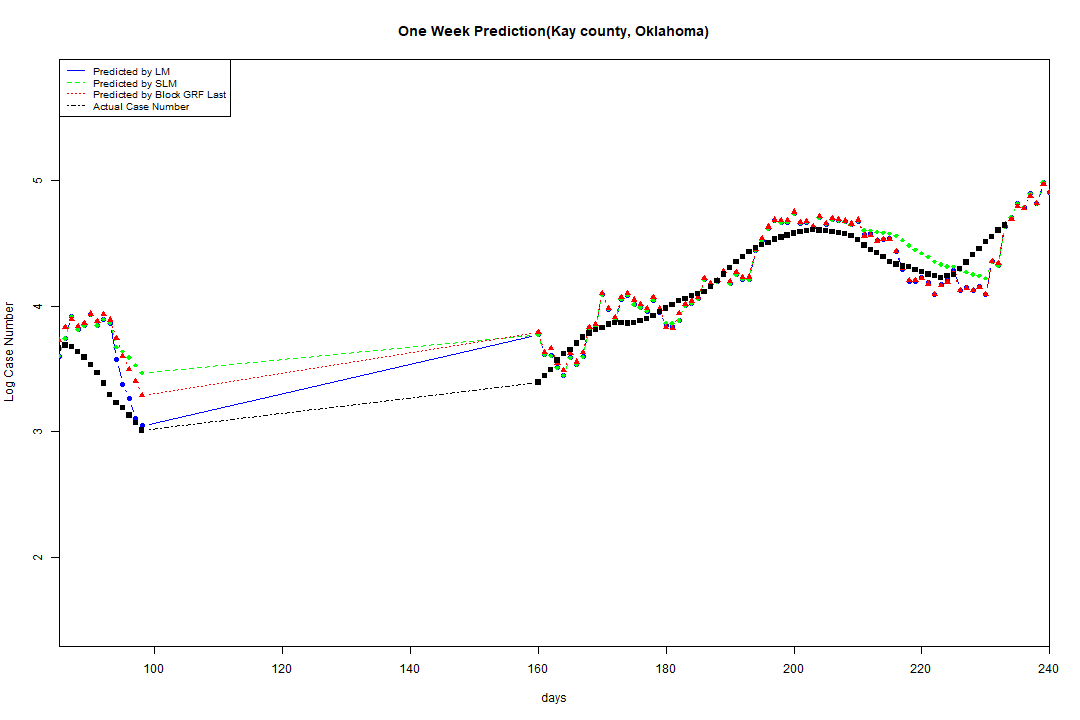 One Week Prediction(Kay county, Oklahoma)
Predicted by LM
Predicted by SLM
Predicted by Block GRF Last
Actual Case Number
Log Case Number
5
4
3
2
100 120 140 160 180 200 220 240
days